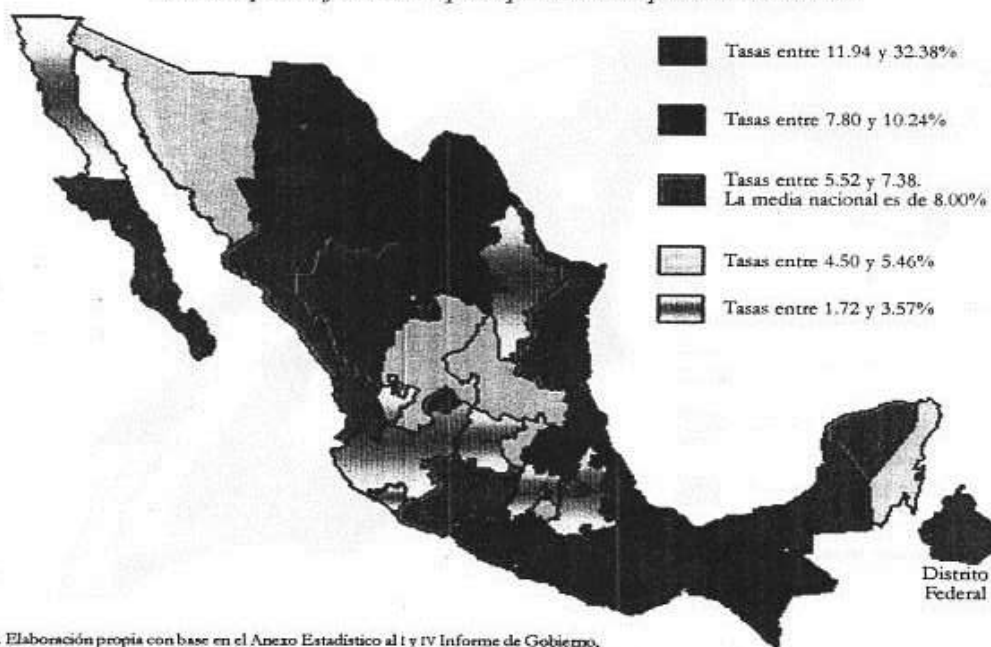 Tasas entre 11.94 y 32.38%
Tasas entre 7.80 y 10.24%
Tasas entre 5.52 y 7.38.
La media nacional es de 8.00%
Tasas entre 4.50 y 5.46%
Tasas entre 1.72 y 3.57%
Distrito
Federal
Elaboración propia con base en el Anexo Estadístico al I y IV Informe de Gobierno.